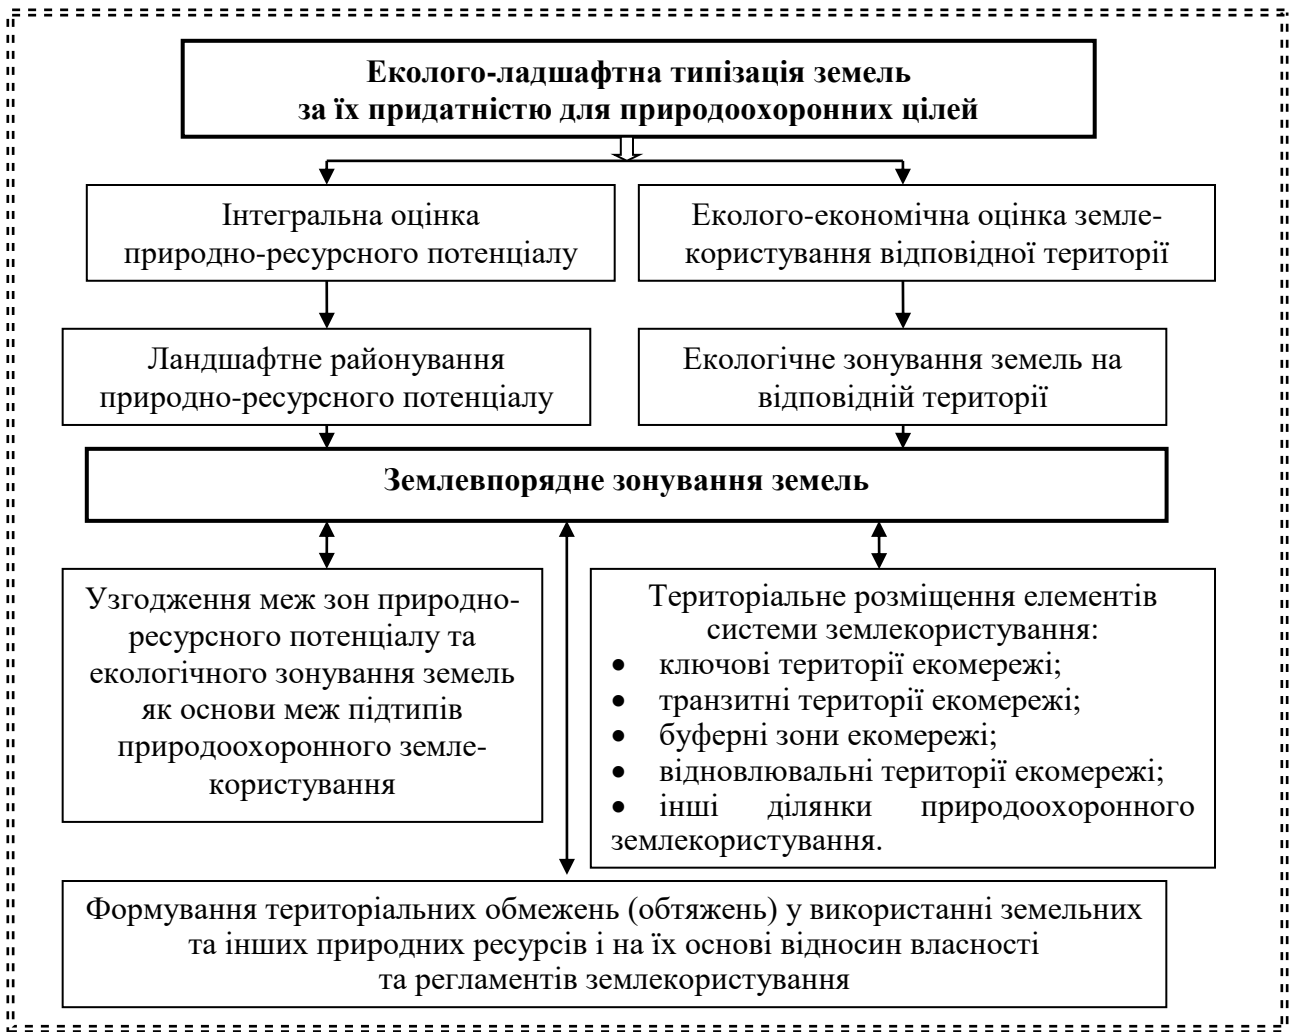 Еколого-ладшафтна типізація земель
за їх придатністю для природоохоронних цілей
Інтегральна оцінка
природно-ресурсного потенціалу
Еколого-економічна оцінка земле-
користування відповідної території
Ландшафтне районування
природно-ресурсного потенціалу
Екологічне зонування земель на
відповідній території
Землевпорядне зонування земель
Узгодження меж зон природно-
ресурсного потенціалу та
екологічного зонування земель
як основи меж підтипів
природоохоронного земле-
користування
Територіальне розміщення елементів
системи землекористування:
• ключові території екомережі;
• транзитні території екомережі;
• буферні зони екомережі;
• відновлювальні території екомережі;
• інші ділянки природоохоронного
землекористування.
Формування територіальних обмежень (обтяжень) у використанні земельних
та інших природних ресурсів і на їх основі відносин власності
та регламентів землекористування